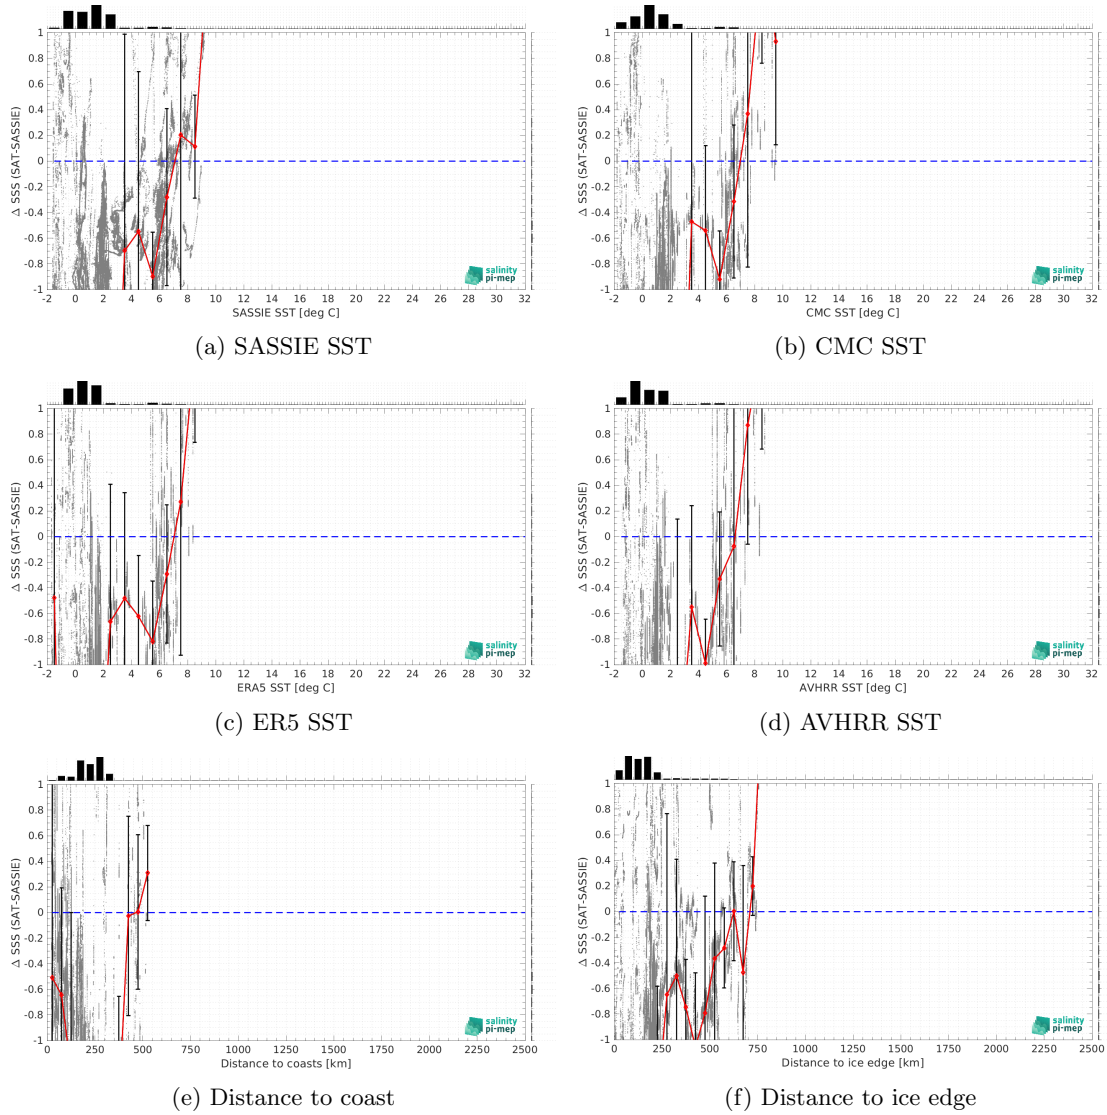 1
0.8
0.6
0.4
0.2
0
-0.2
-0.4
-0.6
-0.8
-1
Δ SSS (SAT-SASSIE)
-2 0 2 4 6 8 10 12 14 16 18 20 22 24 26 28 30 32
SASSIE SST [deg C]
salinity
pi-mep
(a) SASSIE SST
1
0.8
0.6
0.4
0.2
0
-0.2
-0.4
-0.6
-0.8
-1
Δ SSS (SAT-SASSIE)
-2 0 2 4 6 8 10 12 14 16 18 20 22 24 26 28 30 32
CMC SST [deg C]
salinity
pi-mep
(b) CMC SST
1
0.8
0.6
0.4
0.2
0
-0.2
-0.4
-0.6
-0.8
-1
Δ SSS (SAT-SASSIE)
-2 0 2 4 6 8 10 12 14 16 18 20 22 24 26 28 30 32
ERA5 SST [deg C]
salinity
pi-mep
(c) ER5 SST
1
0.8
0.6
0.4
0.2
0
-0.2
-0.4
-0.6
-0.8
-1
Δ SSS (SAT-SASSIE)
-2 0 2 4 6 8 10 12 14 16 18 20 22 24 26 28 30 32
AVHRR SST [deg C]
salinity
pi-mep
(d) AVHRR SST
1
0.8
0.6
0.4
0.2
0
-0.2
-0.4
-0.6
-0.8
-1
Δ SSS (SAT-SASSIE)
0 250 500 750 1000 1250 1500 1750 2000 2250 2500
Distance to coasts [km]
salinity
pi-mep
(e) Distance to coast
1
0.8
0.6
0.4
0.2
0
-0.2
-0.4
-0.6
-0.8
-1
Δ SSS (SAT-SASSIE)
0 250 500 750 1000 1250 1500 1750 2000 2250 2500
Distance to ice edge [km]
salinity
pi-mep
(f) Distance to ice edge